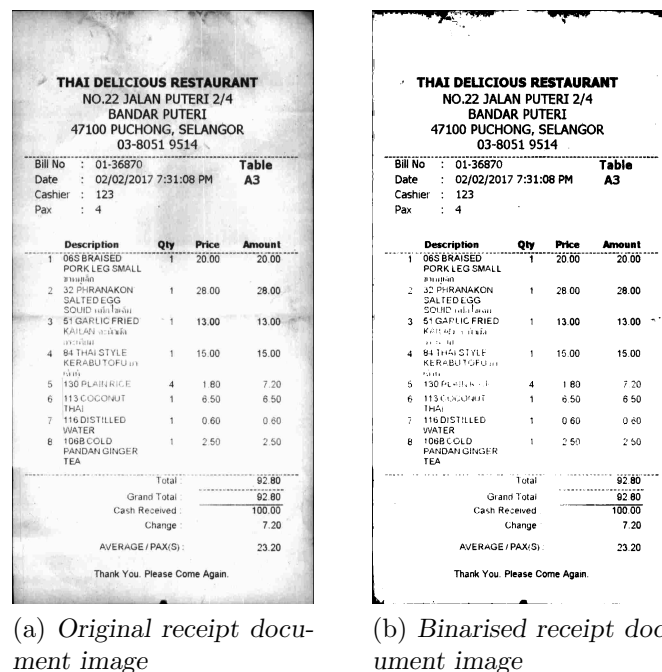 THAI DELICIOUS RESTAURANT
NO.22 JALAN PUTERI 2/4
BANDAR PUTERI
47100 PUCHONG, SELANGOR
03-8051 9514
Bill No : 01-36870 Table
Date : 02/02/2017 7:31:08 PM A3
Cashier : 123
Pax : 4
Description Qty Price Amount
1 06S BRAISED 1 20.00 20.00
PORK LEG SMALL
2 32 PHRANAKON 1 28.00 28.00
SALTED EGG
SQUID
3 51 GARLIC FRIED 1 13.00 13.00
KAILAN
4 84 THAI STYLE 1 15.00 15.00
KERABU TOFU
5 130 PLAIN RICE 4 1.80 7.20
6 113 COCONUT 1 6.50 6.50
THAI
7 116 DISTILLED 1 0.60 0.60
WATER
8 106B COLD 1 2.50 2.50
PANDAN GINGER
TEA
Total : 92.80
Grand Total : 92.80
Cash Received : 100.00
Change : 7.20
AVERAGE / PAX(S) : 23.20
Thank You. Please Come Again.
(a) Original receipt docu-
ment image
THAI DELICIOUS RESTAURANT
NO.22 JALAN PUTERI 2/4
BANDAR PUTERI
47100 PUCHONG, SELANGOR
03-8051 9514
Bill No : 01-36870 Table
Date : 02/02/2017 7:31:08 PM A3
Cashier : 123
Pax : 4
Description Qty Price Amount
1 06S BRAISED 1 20.00 20.00
PORK LEG SMALL
2 32 PHRANAKON 1 28.00 28.00
SALTED EGG
SQUID
3 51 GARLIC FRIED 1 13.00 13.00
KAILAN
4 84 THAI STYLE 1 15.00 15.00
KERABU TOFU
5 130 PLAIN RICE 4 1 80 7 20
6 113 COCONUT 1 6 50 6 50
THAI
7 116 DISTILLED 1 0 60 0 60
WATER
8 106B COLD 1 2 50 2 50
PANDAN GINGER
TEA
Total 92.80
Grand Total 92 80
Cash Received 100.00
Change 7.20
AVERAGE / PAX(S) 23.20
Thank You. Please Come Again.
(b) Binarised receipt doc
ument image